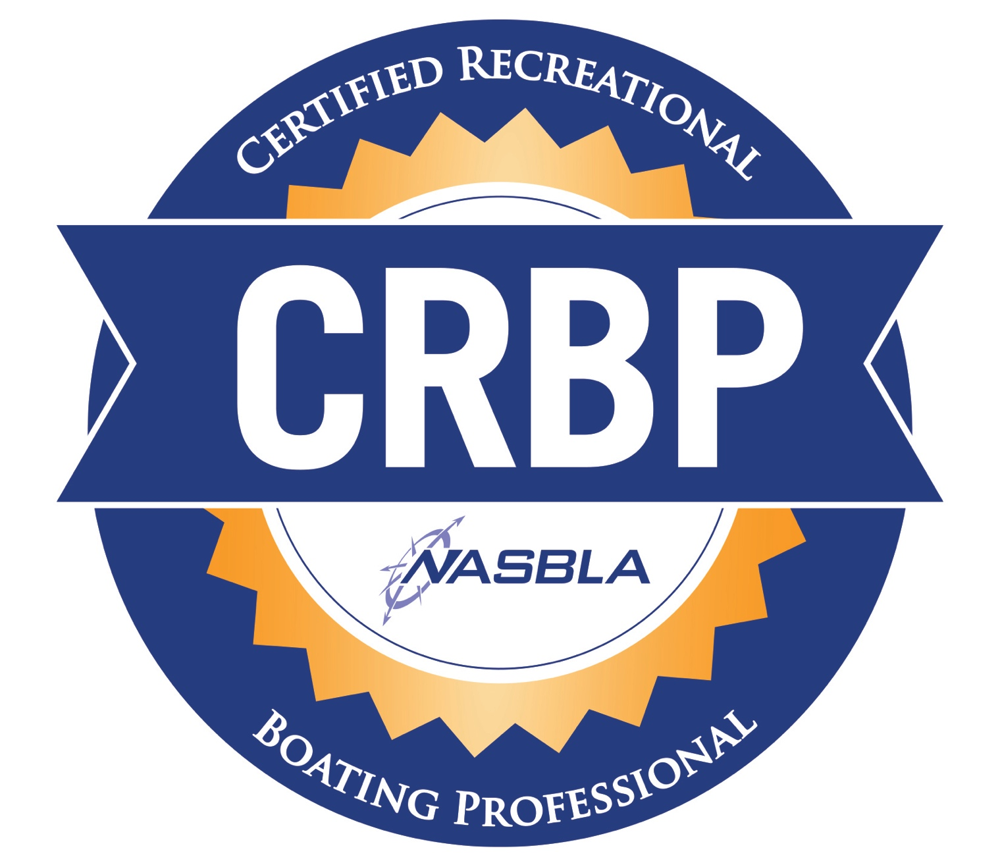 Certified Recreational
CRBP
NASBLA
Boating Professional